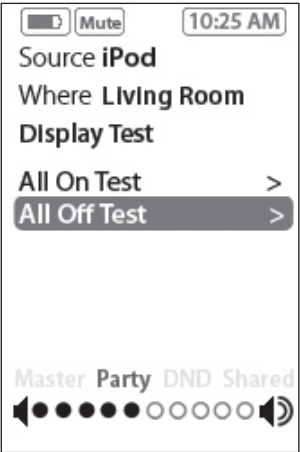 Mute 10:25 AM
Source iPod
Where Living Room
Display Test
All On Test >
All Off Test >
Master Party DND Shared